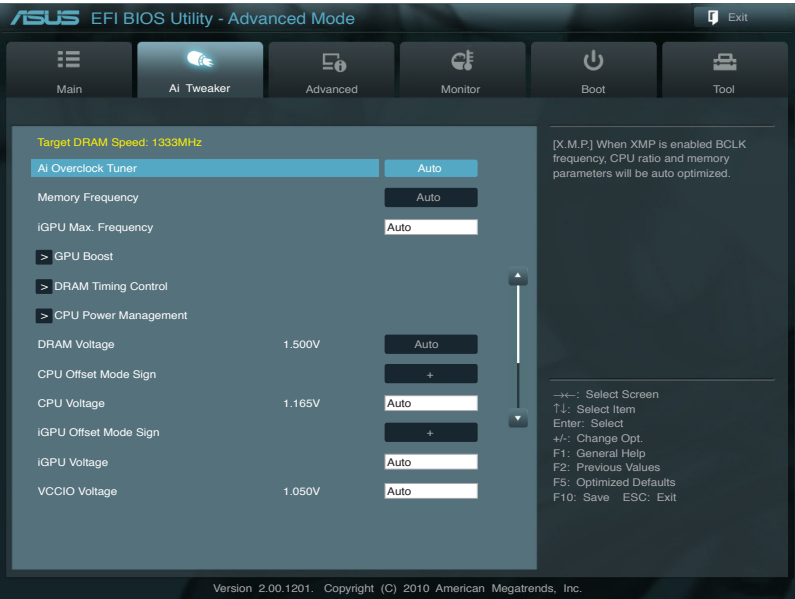 ASUS EFI BIOS Utility - Advanced Mode
Exit
Main
Ai Tweaker
Advanced
Monitor
Boot
Tool
Target DRAM Speed: 1333MHz
Ai Overclock Tuner Auto
Memory Frequency Auto
iGPU Max. Frequency Auto
> GPU Boost
> DRAM Timing Control
> CPU Power Management
DRAM Voltage 1.500V Auto
CPU Offset Mode Sign +
CPU Voltage 1.165V Auto
iGPU Offset Mode Sign +
iGPU Voltage Auto
VCCIO Voltage 1.050V Auto
[X.M.P.] When XMP is enabled BCLK
frequency, CPU ratio and memory
parameters will be auto optimized.
→←: Select Screen
↑↓: Select Item
Enter: Select
+/-: Change Opt.
F1: General Help
F2: Previous Values
F5: Optimized Defaults
F10: Save ESC: Exit
Version 2.00.1201. Copyright (C) 2010 American Megatrends, Inc.